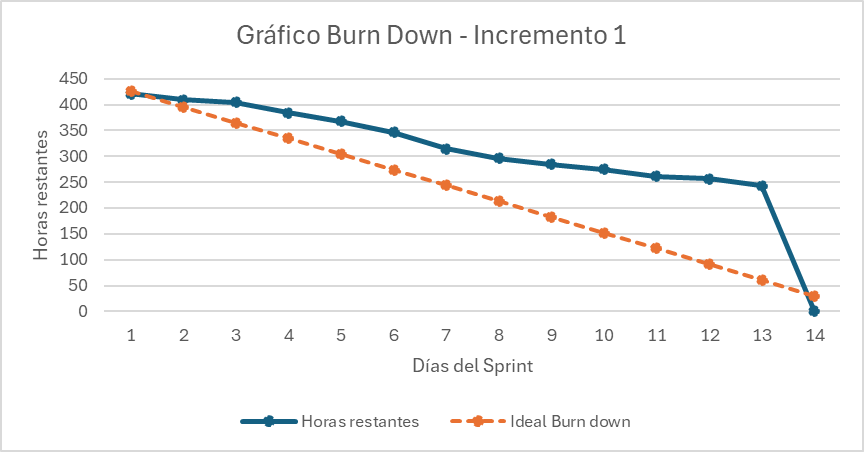 Gráfico Burn Down - Incremento 1
Horas restantes
450
400
350
300
250
200
150
100
50
0
1 2 3 4 5 6 7 8 9 10 11 12 13 14
Días del Sprint
Horas restantes Ideal Burn down